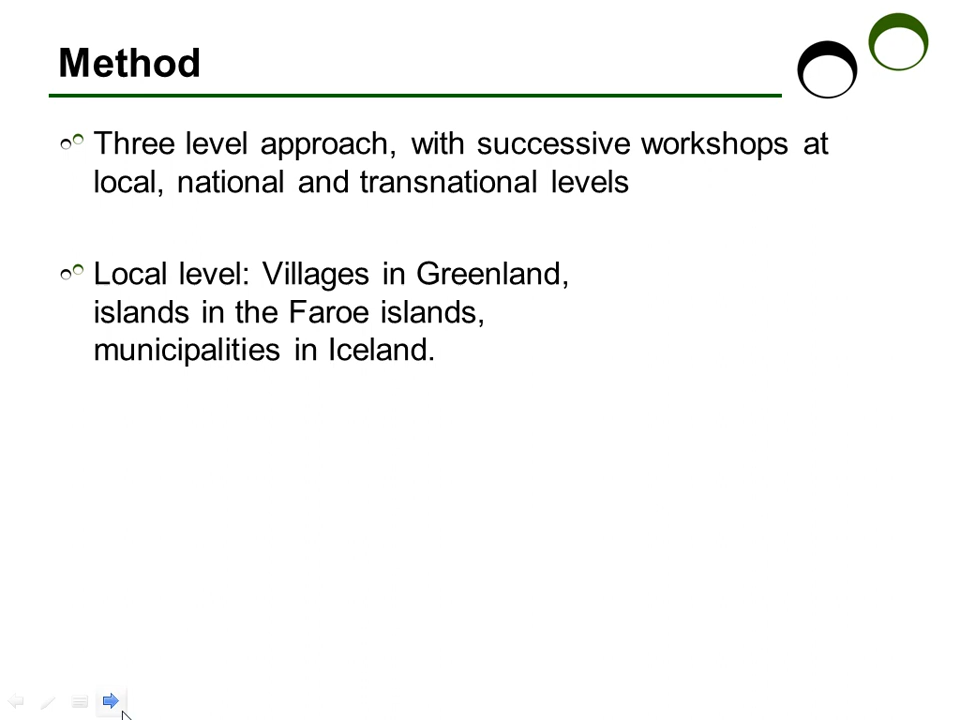 Method
Three level approach, with successive workshops at
local, national and transnational levels
Local level: Villages in Greenland,
islands in the Faroe islands,
municipalities in Iceland.